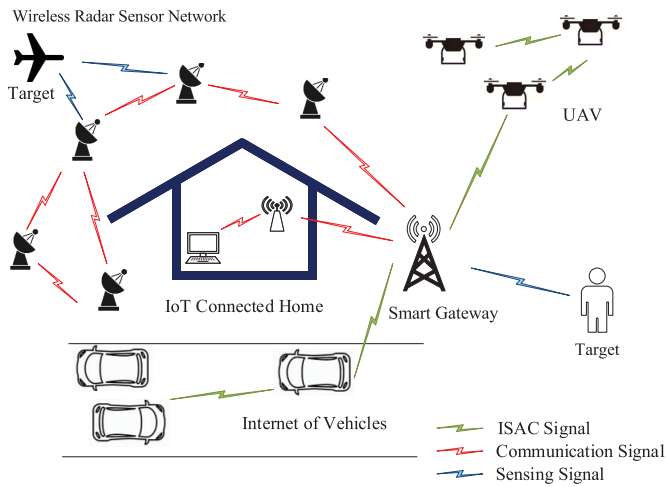 Wireless Radar Sensor Network
Target
UAV
IoT Connected Home
Smart Gateway
Target
Internet of Vehicles
ISAC Signal
Communication Signal
Sensing Signal